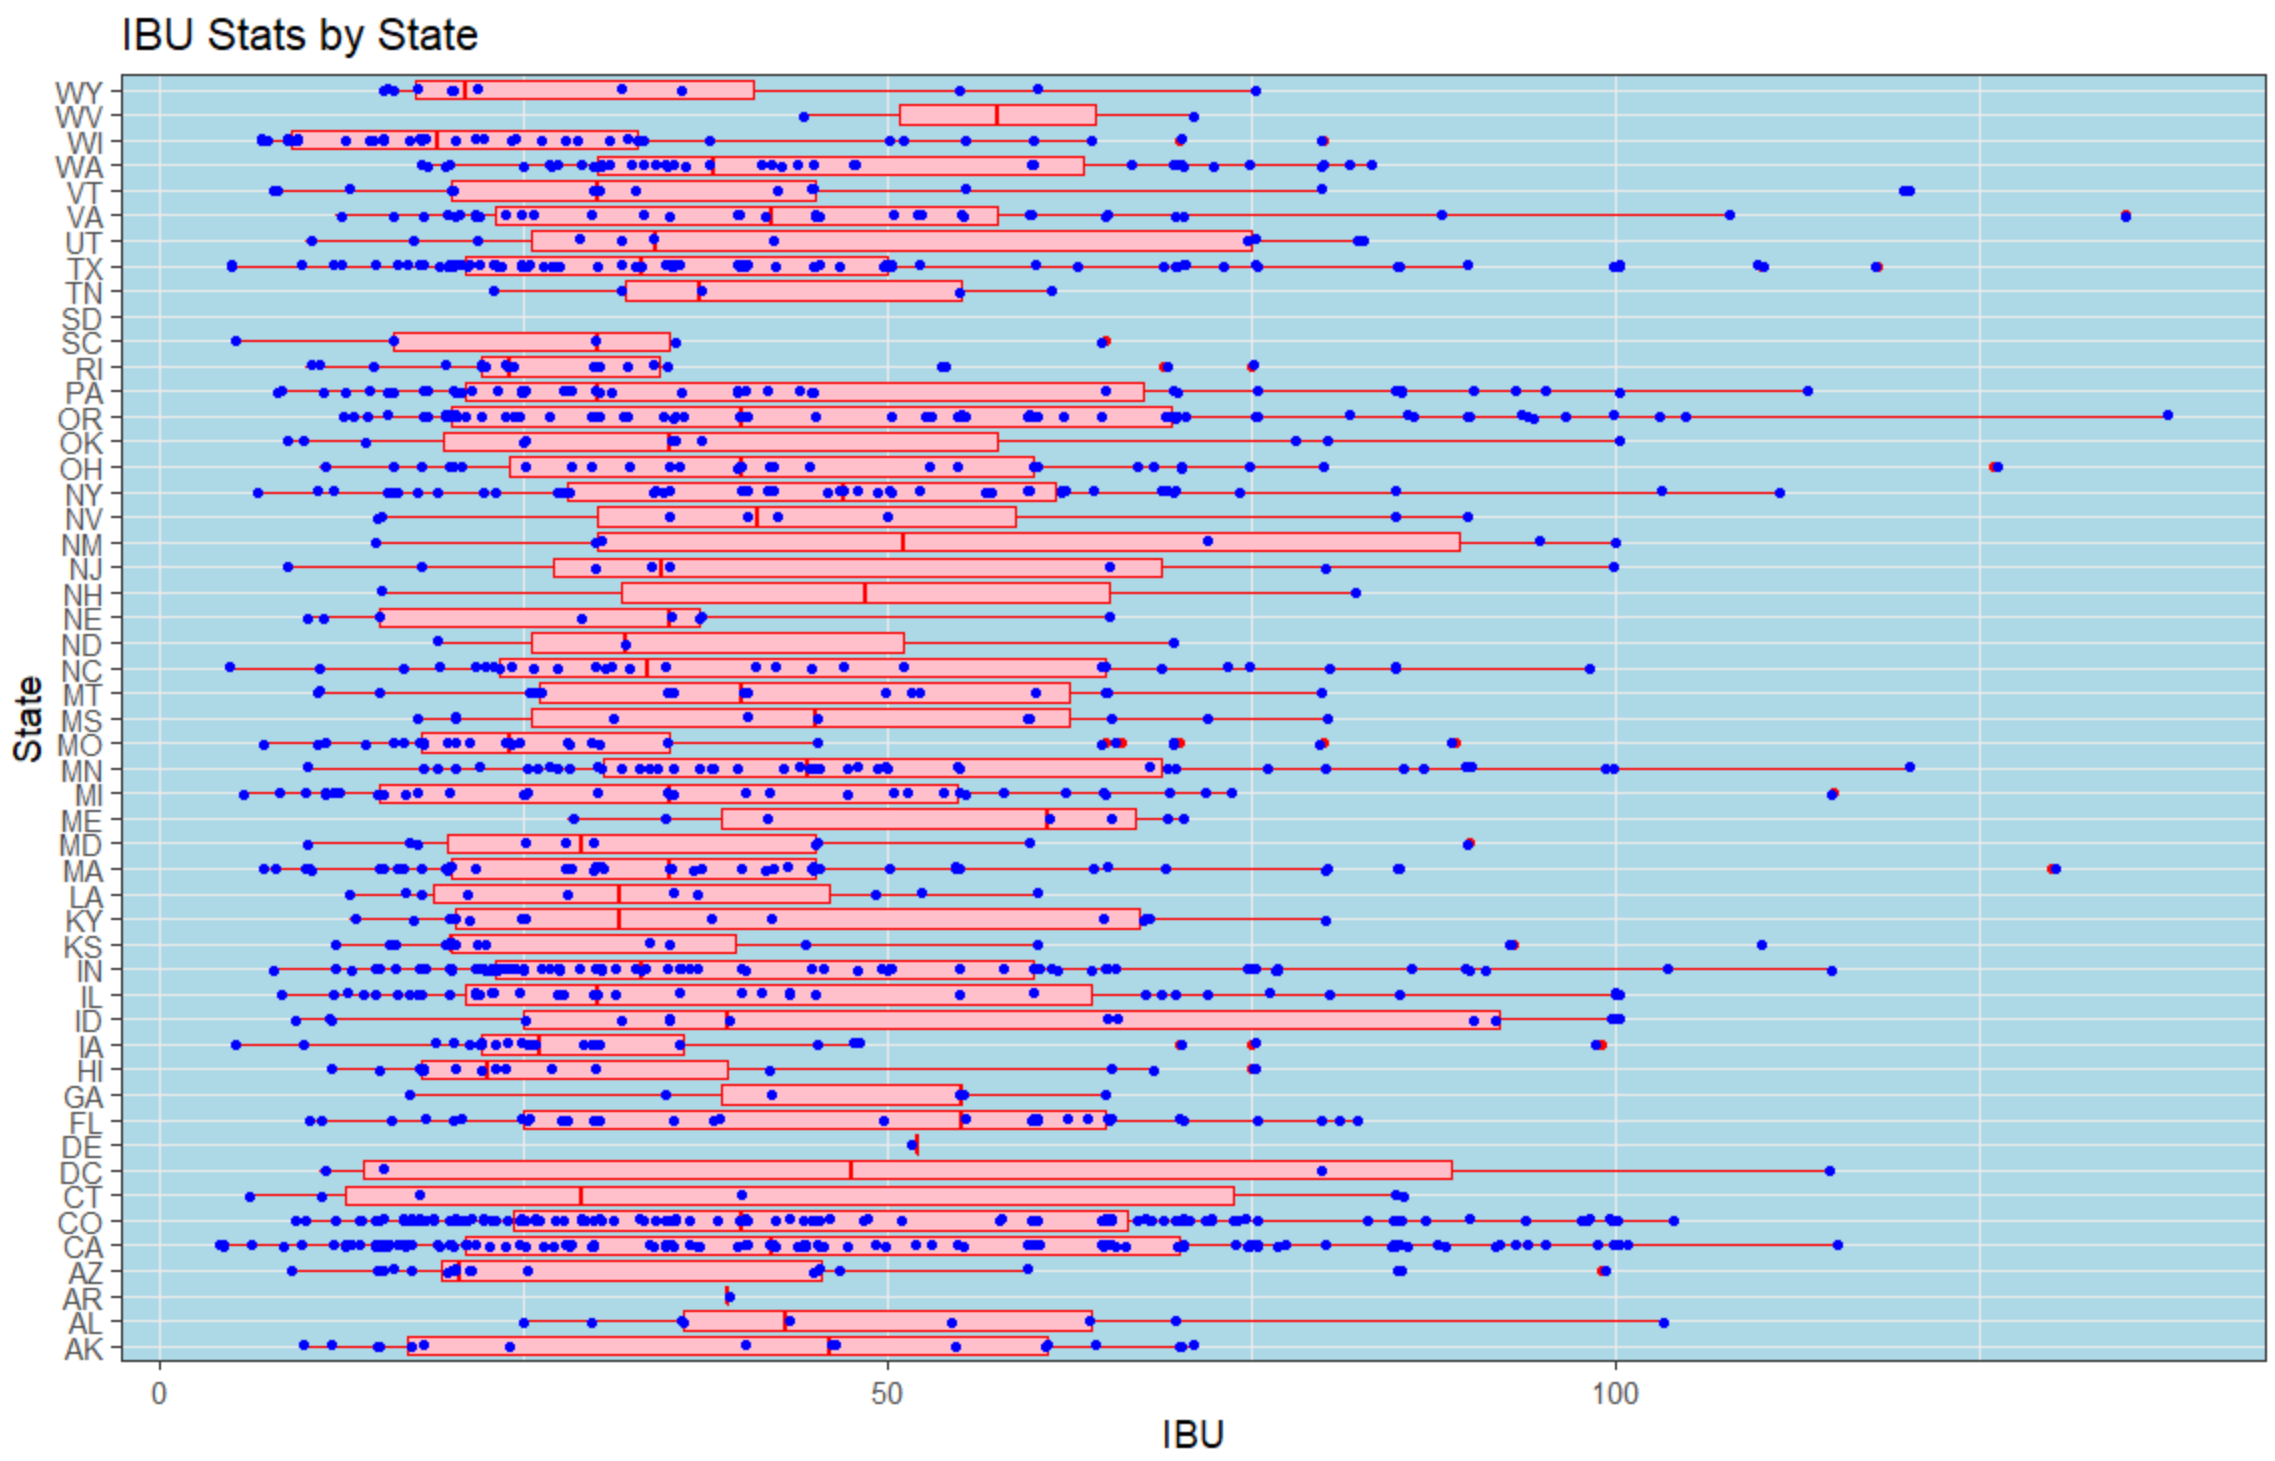 IBU Stats by State
WY
WV
WI
WA
VT
VA
UT
TX
TN
SD
SC
RI
PA
OR
OK
OH
NY
NV
NM
NJ
NH
NE
ND
NC
MT
MS
MO
MN
MI
ME
MD
MA
LA
KY
KS
IN
IL
ID
IA
HI
GA
FL
DE
DC
CT
CO
CA
AZ
AR
AL
AK
State
0 50 100
IBU